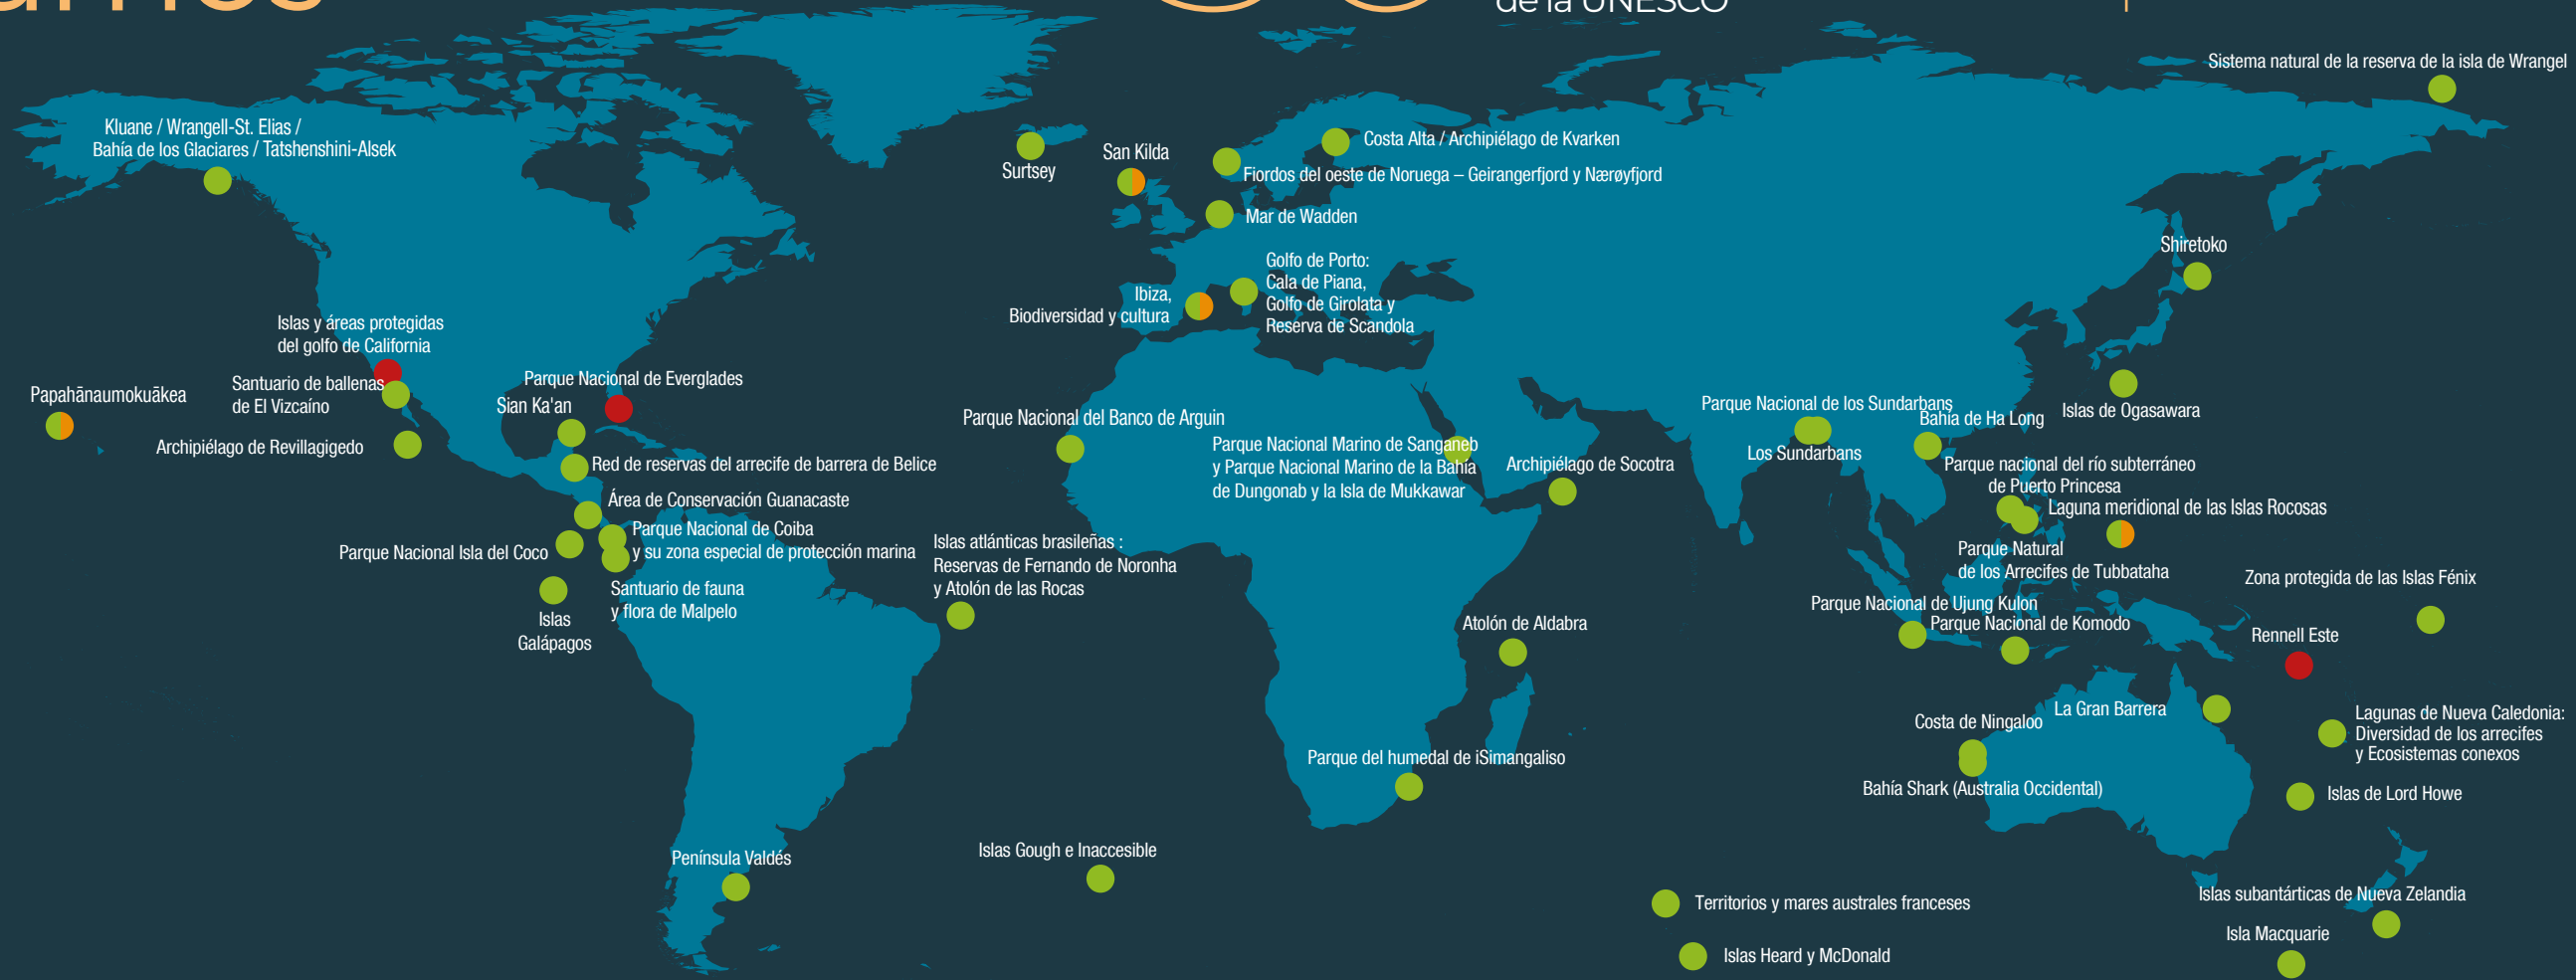 de la UNESCO
Sistema natural de la reserva de la isla de Wrangel
Kluane / Wrangell-St. Elias /
Bahía de los Glaciares / Tatshenshini-Alsek
Surtsey
San Kilda
Costa Alta / Archipiélago de Kvarken
Fiordos del oeste de Noruega – Geirangerfjord y Nærøyfjord
Mar de Wadden
Golfo de Porto:
Cala de Piana,
Golfo de Girolata y
Reserva de Scandola
Ibiza,
Biodiversidad y cultura
Shiretoko
Islas y áreas protegidas
del golfo de California
Papahānaumokuākea
Santuario de ballenas
de El Vizcaíno
Archipiélago de Revillagigedo
Parque Nacional de Everglades
Sian Ka'an
Red de reservas del arrecife de barrera de Belice
Área de Conservación Guanacaste
Parque Nacional de Coiba
y su zona especial de protección marina
Parque Nacional Isla del Coco
Santuario de fauna
y flora de Malpelo
Islas
Galápagos
Islas atlánticas brasileñas :
Reservas de Fernando de Noronha
y Atolón de las Rocas
Parque Nacional del Banco de Arguin
Parque Nacional Marino de Sanganeb
y Parque Nacional Marino de la Bahía
de Dungonab y la Isla de Mukkawar
Archipiélago de Socotra
Parque Nacional de los Sundarbans
Los Sundarbans
Bahía de Ha Long
Islas de Ogasawara
Parque nacional del río subterráneo
de Puerto Princesa
Laguna meridional de las Islas Rocosas
Parque Natural
de los Arrecifes de Tubbataha
Zona protegida de las Islas Fénix
Parque Nacional de Ujung Kulon
Parque Nacional de Komodo
Rennell Este
Atolón de Aldabra
Costa de Ningaloo
La Gran Barrera
Lagunas de Nueva Caledonia:
Diversidad de los arrecifes
y Ecosistemas conexos
Parque del humedal de iSimangaliso
Bahía Shark (Australia Occidental)
Islas de Lord Howe
Península Valdés
Islas Gough e Inaccesible
Territorios y mares australes franceses
Islas Heard y McDonald
Islas subantárticas de Nueva Zelandia
Isla Macquarie